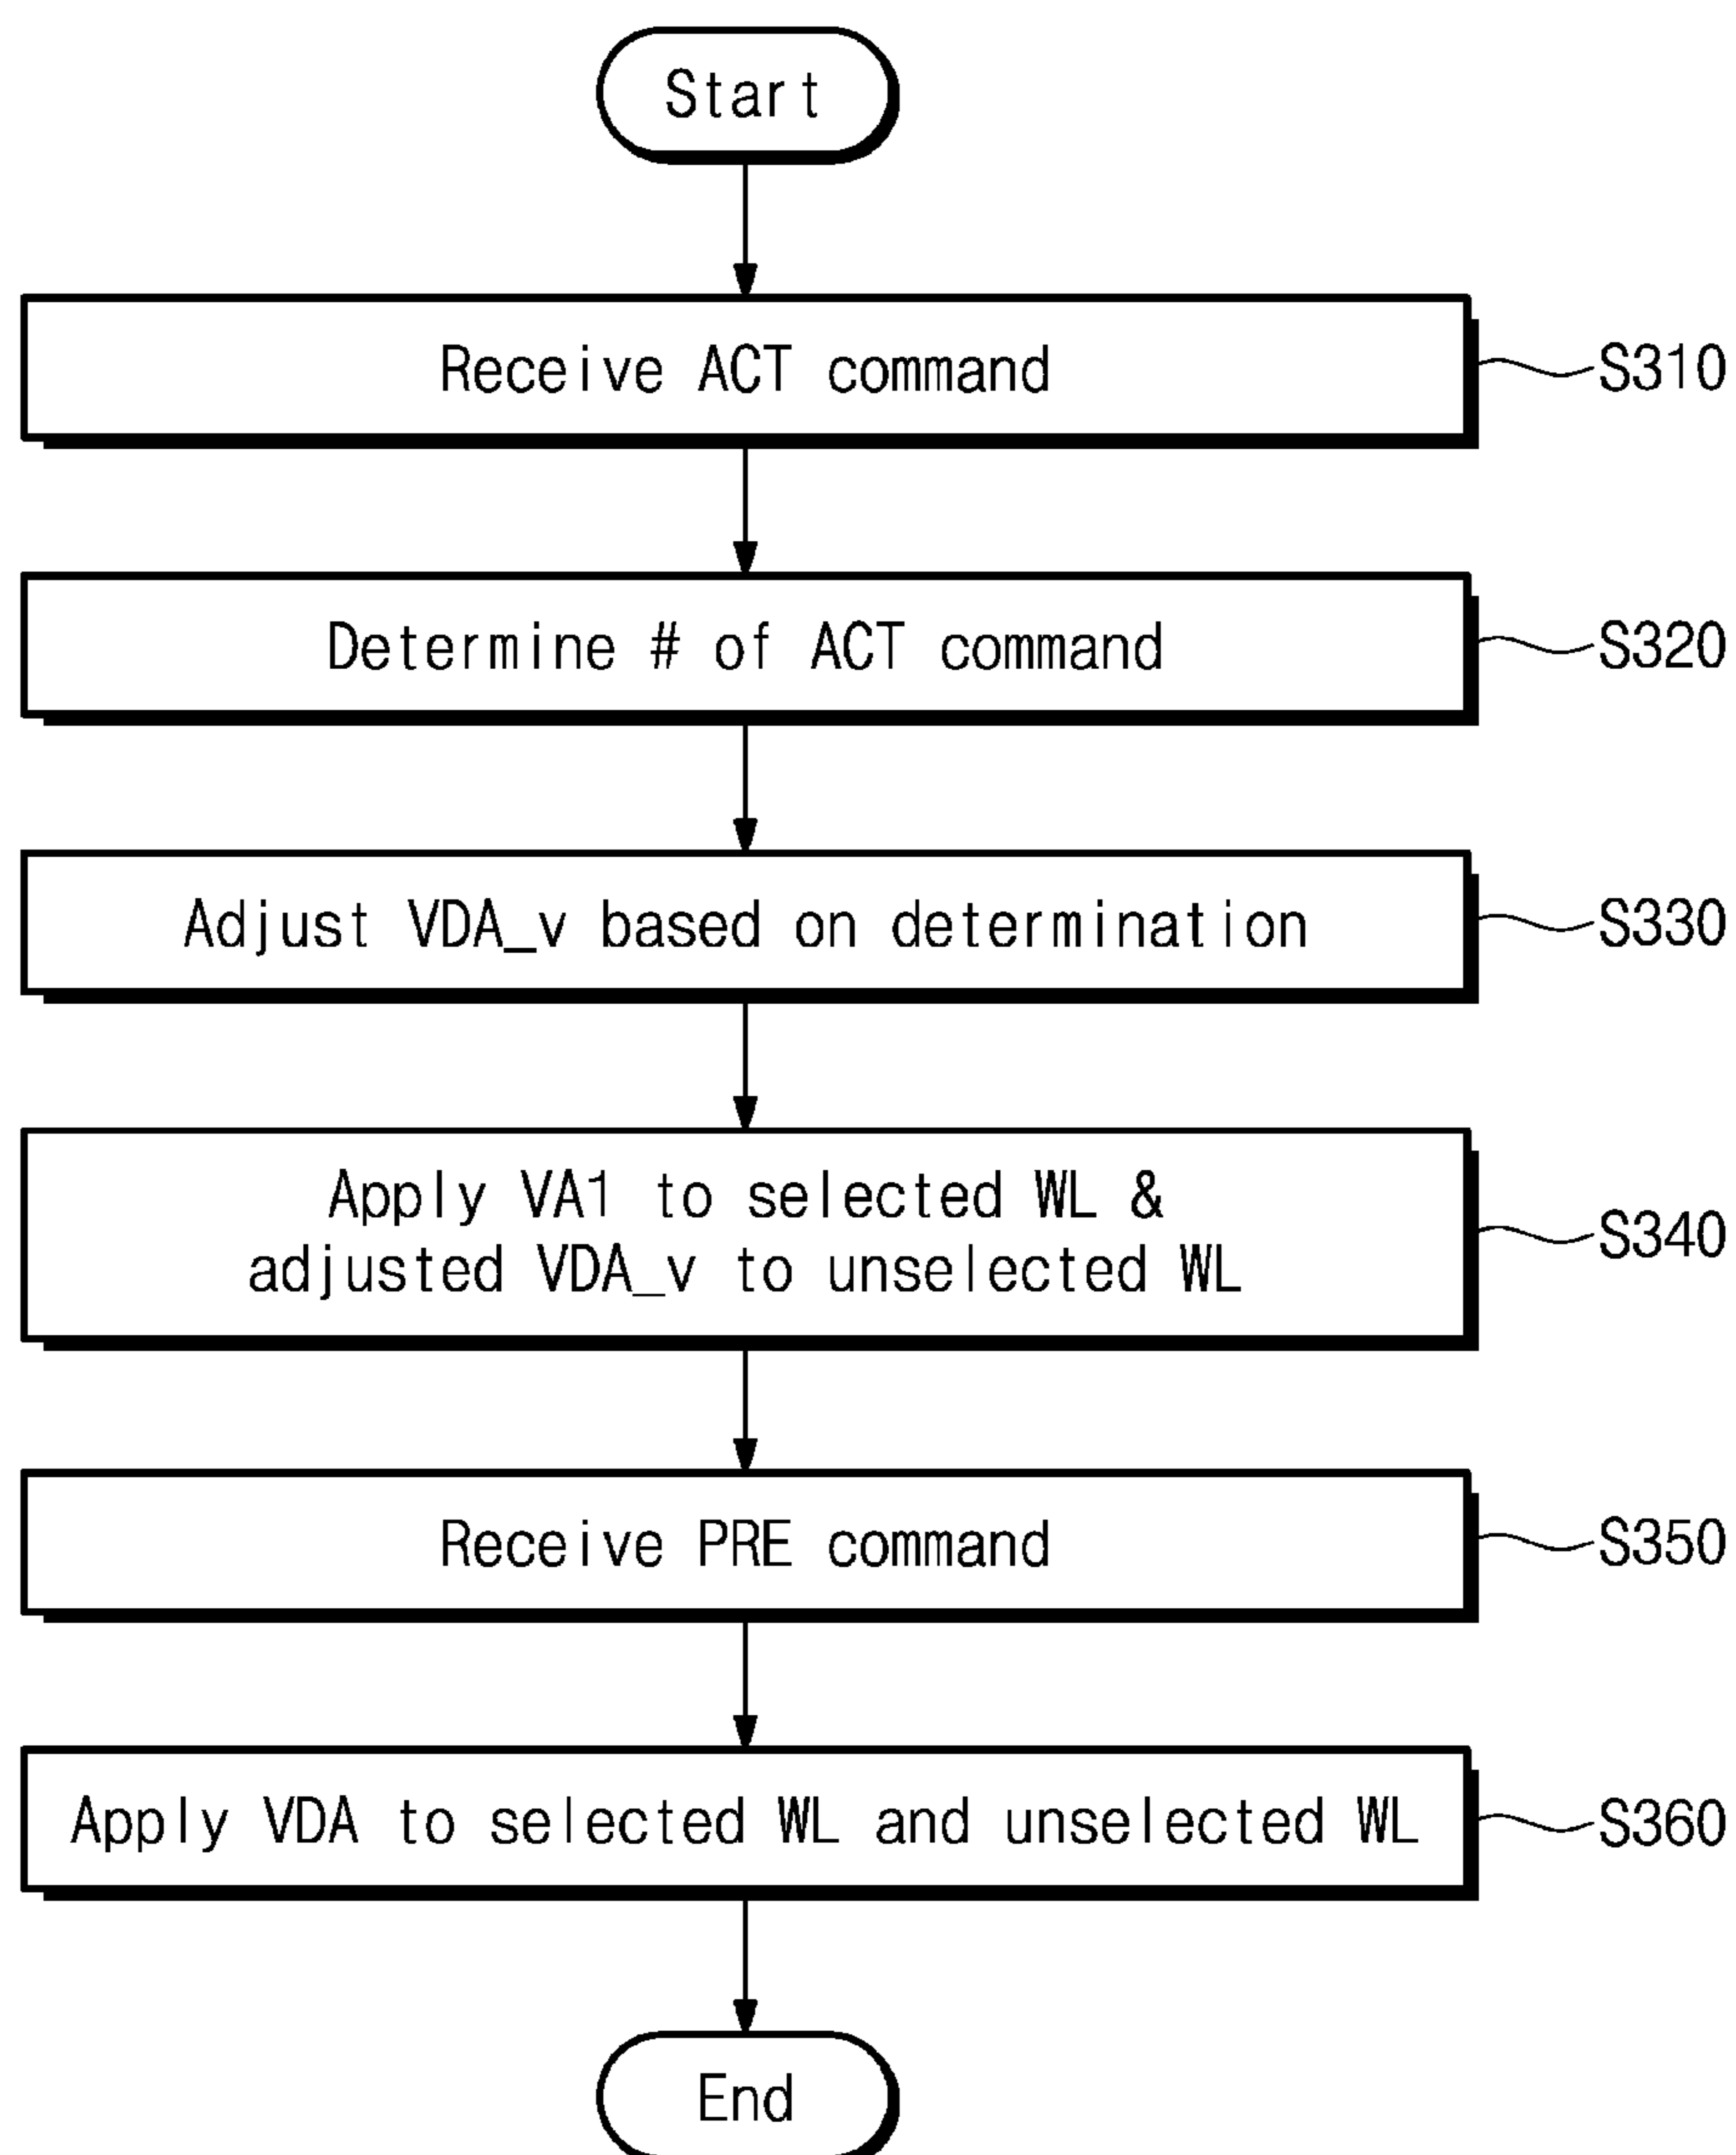 Start
Receive ACT command
S310
Determine # of ACT command
S320
Adjust VDA_v based on determination
S330
Apply VA1 to selected WL &
adjusted VDA_v to unselected WL
S340
Receive PRE command
S350
Apply VDA to selected WL and unselected WL
S360
End